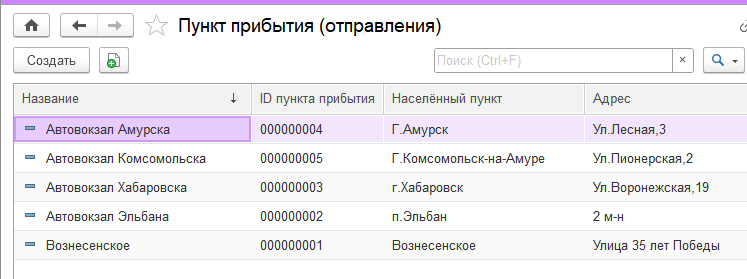 Пункт прибытия (отправления)
Создать Поиск (Ctrl+F) ×
Название ↓ ID пункта прибытия Населённый пункт Адрес
Автовокзал Амурска 000000004 Г.Амурск Ул.Лесная,3
Автовокзал Комсомольска 000000005 Г.Комсомольск-на-Амуре Ул.Пионерская,2
Автовокзал Хабаровска 000000003 г.Хабаровск Ул.Воронежская,19
Автовокзал Эльбана 000000002 п.Эльбан 2 м-н
Вознесенское 000000001 Вознесенское Улица 35 лет Победы